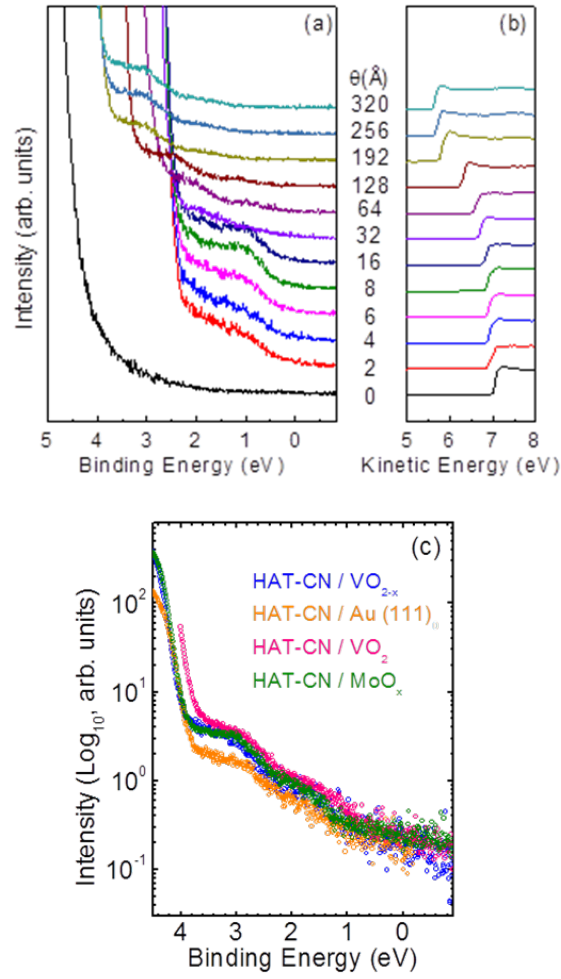 (a)
(b)
θ(Å)
320
256
192
128
64
32
16
8
6
4
2
0
Intensity (arb. units)
5 4 3 2 1 0
Binding Energy (eV)
5 6 7 8
Kinetic Energy (eV)
(c)
HAT-CN / VO₂₋ₓ
HAT-CN / Au (111)
HAT-CN / VO₂
HAT-CN / MoOₓ
10²
10¹
10⁰
10⁻¹
Intensity (Log₁₀, arb. units)
4 3 2 1 0
Binding Energy (eV)